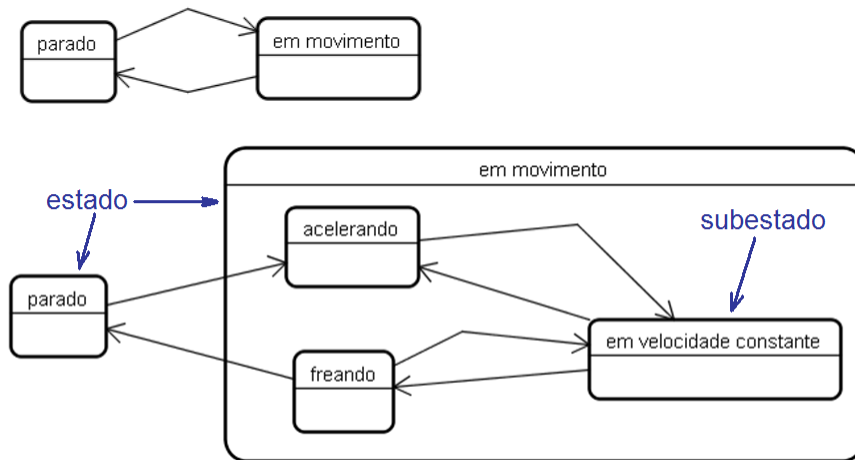 parado
em movimento
em movimento
estado
acelerando
subestado
parado
em velocidade constante
freando